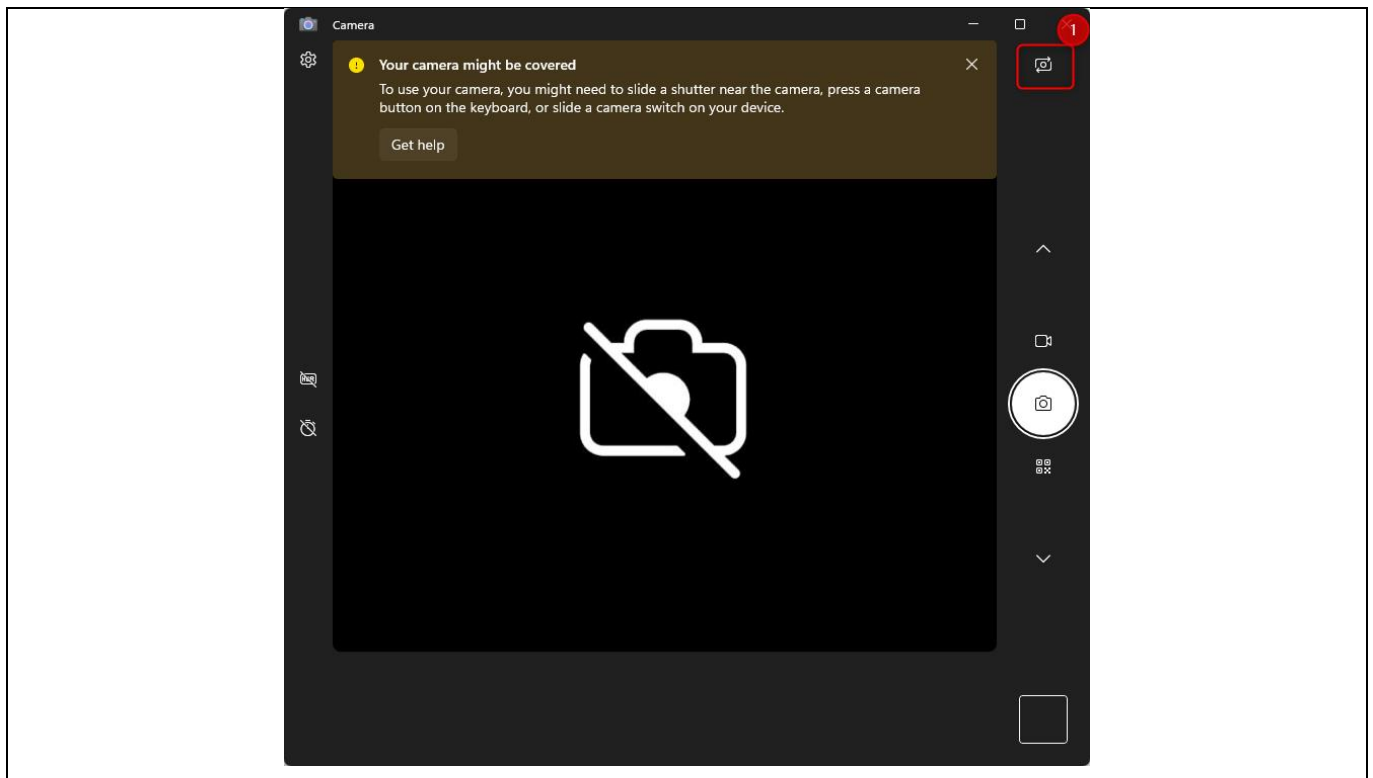 Camera
1
Your camera might be covered
To use your camera, you might need to slide a shutter near the camera, press a camera
button on the keyboard, or slide a camera switch on your device.
Get help